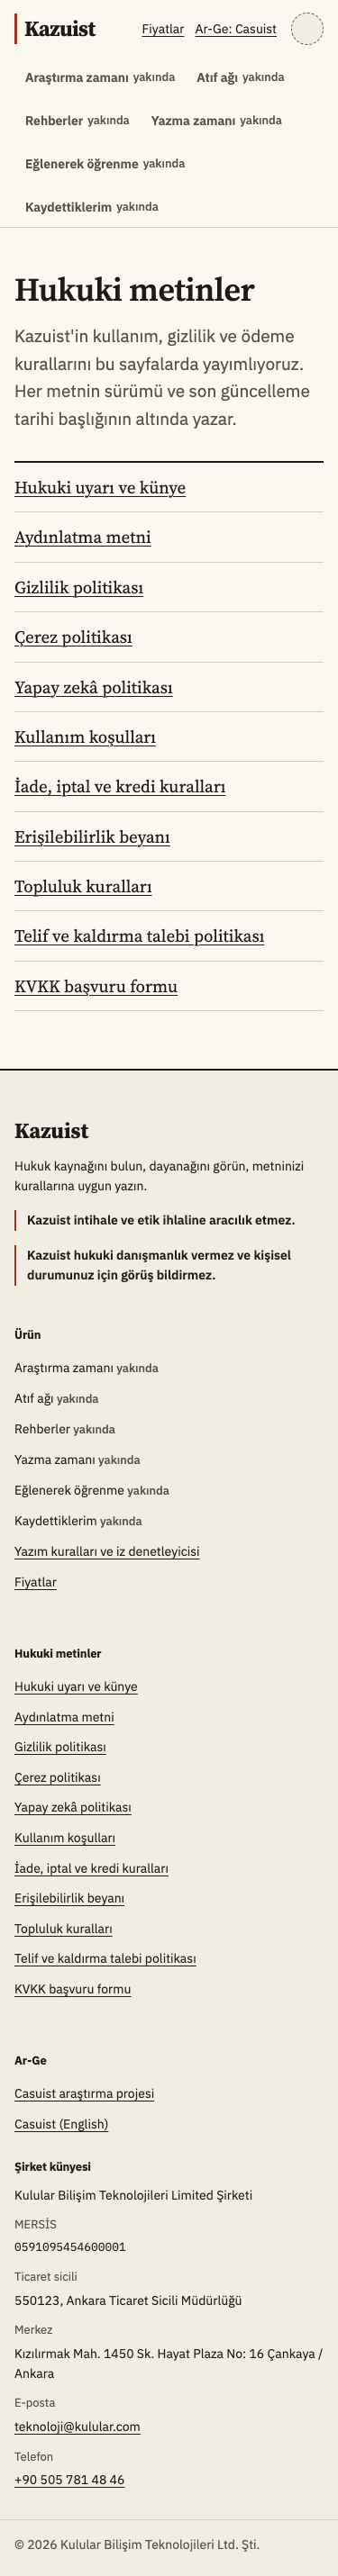 Kazuist
Fiyatlar Ar-Ge: Casuist
Araştırma zamanı yakında Atıf ağı yakında
Rehberler yakında Yazma zamanı yakında
Eğlenerek öğrenme yakında
Kaydettiklerim yakında
Hukuki metinler
Kazuist'in kullanım, gizlilik ve ödeme
kurallarını bu sayfalarda yayımlıyoruz.
Her metnin sürümü ve son güncelleme
tarihi başlığının altında yazar.
Hukuki uyarı ve künye
Aydınlatma metni
Gizlilik politikası
Çerez politikası
Yapay zekâ politikası
Kullanım koşulları
İade, iptal ve kredi kuralları
Erişilebilirlik beyanı
Topluluk kuralları
Telif ve kaldırma talebi politikası
KVKK başvuru formu
Kazuist
Hukuk kaynağını bulun, dayanağını görün, metninizi
kurallarına uygun yazın.
Kazuist intihale ve etik ihlaline aracılık etmez.
Kazuist hukuki danışmanlık vermez ve kişisel
durumunuz için görüş bildirmez.
Ürün
Araştırma zamanı yakında
Atıf ağı yakında
Rehberler yakında
Yazma zamanı yakında
Eğlenerek öğrenme yakında
Kaydettiklerim yakında
Yazım kuralları ve iz denetleyicisi
Fiyatlar
Hukuki metinler
Hukuki uyarı ve künye
Aydınlatma metni
Gizlilik politikası
Çerez politikası
Yapay zekâ politikası
Kullanım koşulları
İade, iptal ve kredi kuralları
Erişilebilirlik beyanı
Topluluk kuralları
Telif ve kaldırma talebi politikası
KVKK başvuru formu
Ar-Ge
Casuist araştırma projesi
Casuist (English)
Şirket künyesi
Kulular Bilişim Teknolojileri Limited Şirketi
MERSİS
0591095454600001
Ticaret sicili
550123, Ankara Ticaret Sicili Müdürlüğü
Merkez
Kızılırmak Mah. 1450 Sk. Hayat Plaza No: 16 Çankaya /
Ankara
E-posta
teknoloji@kulular.com
Telefon
+90 505 781 48 46
© 2026 Kulular Bilişim Teknolojileri Ltd. Şti.